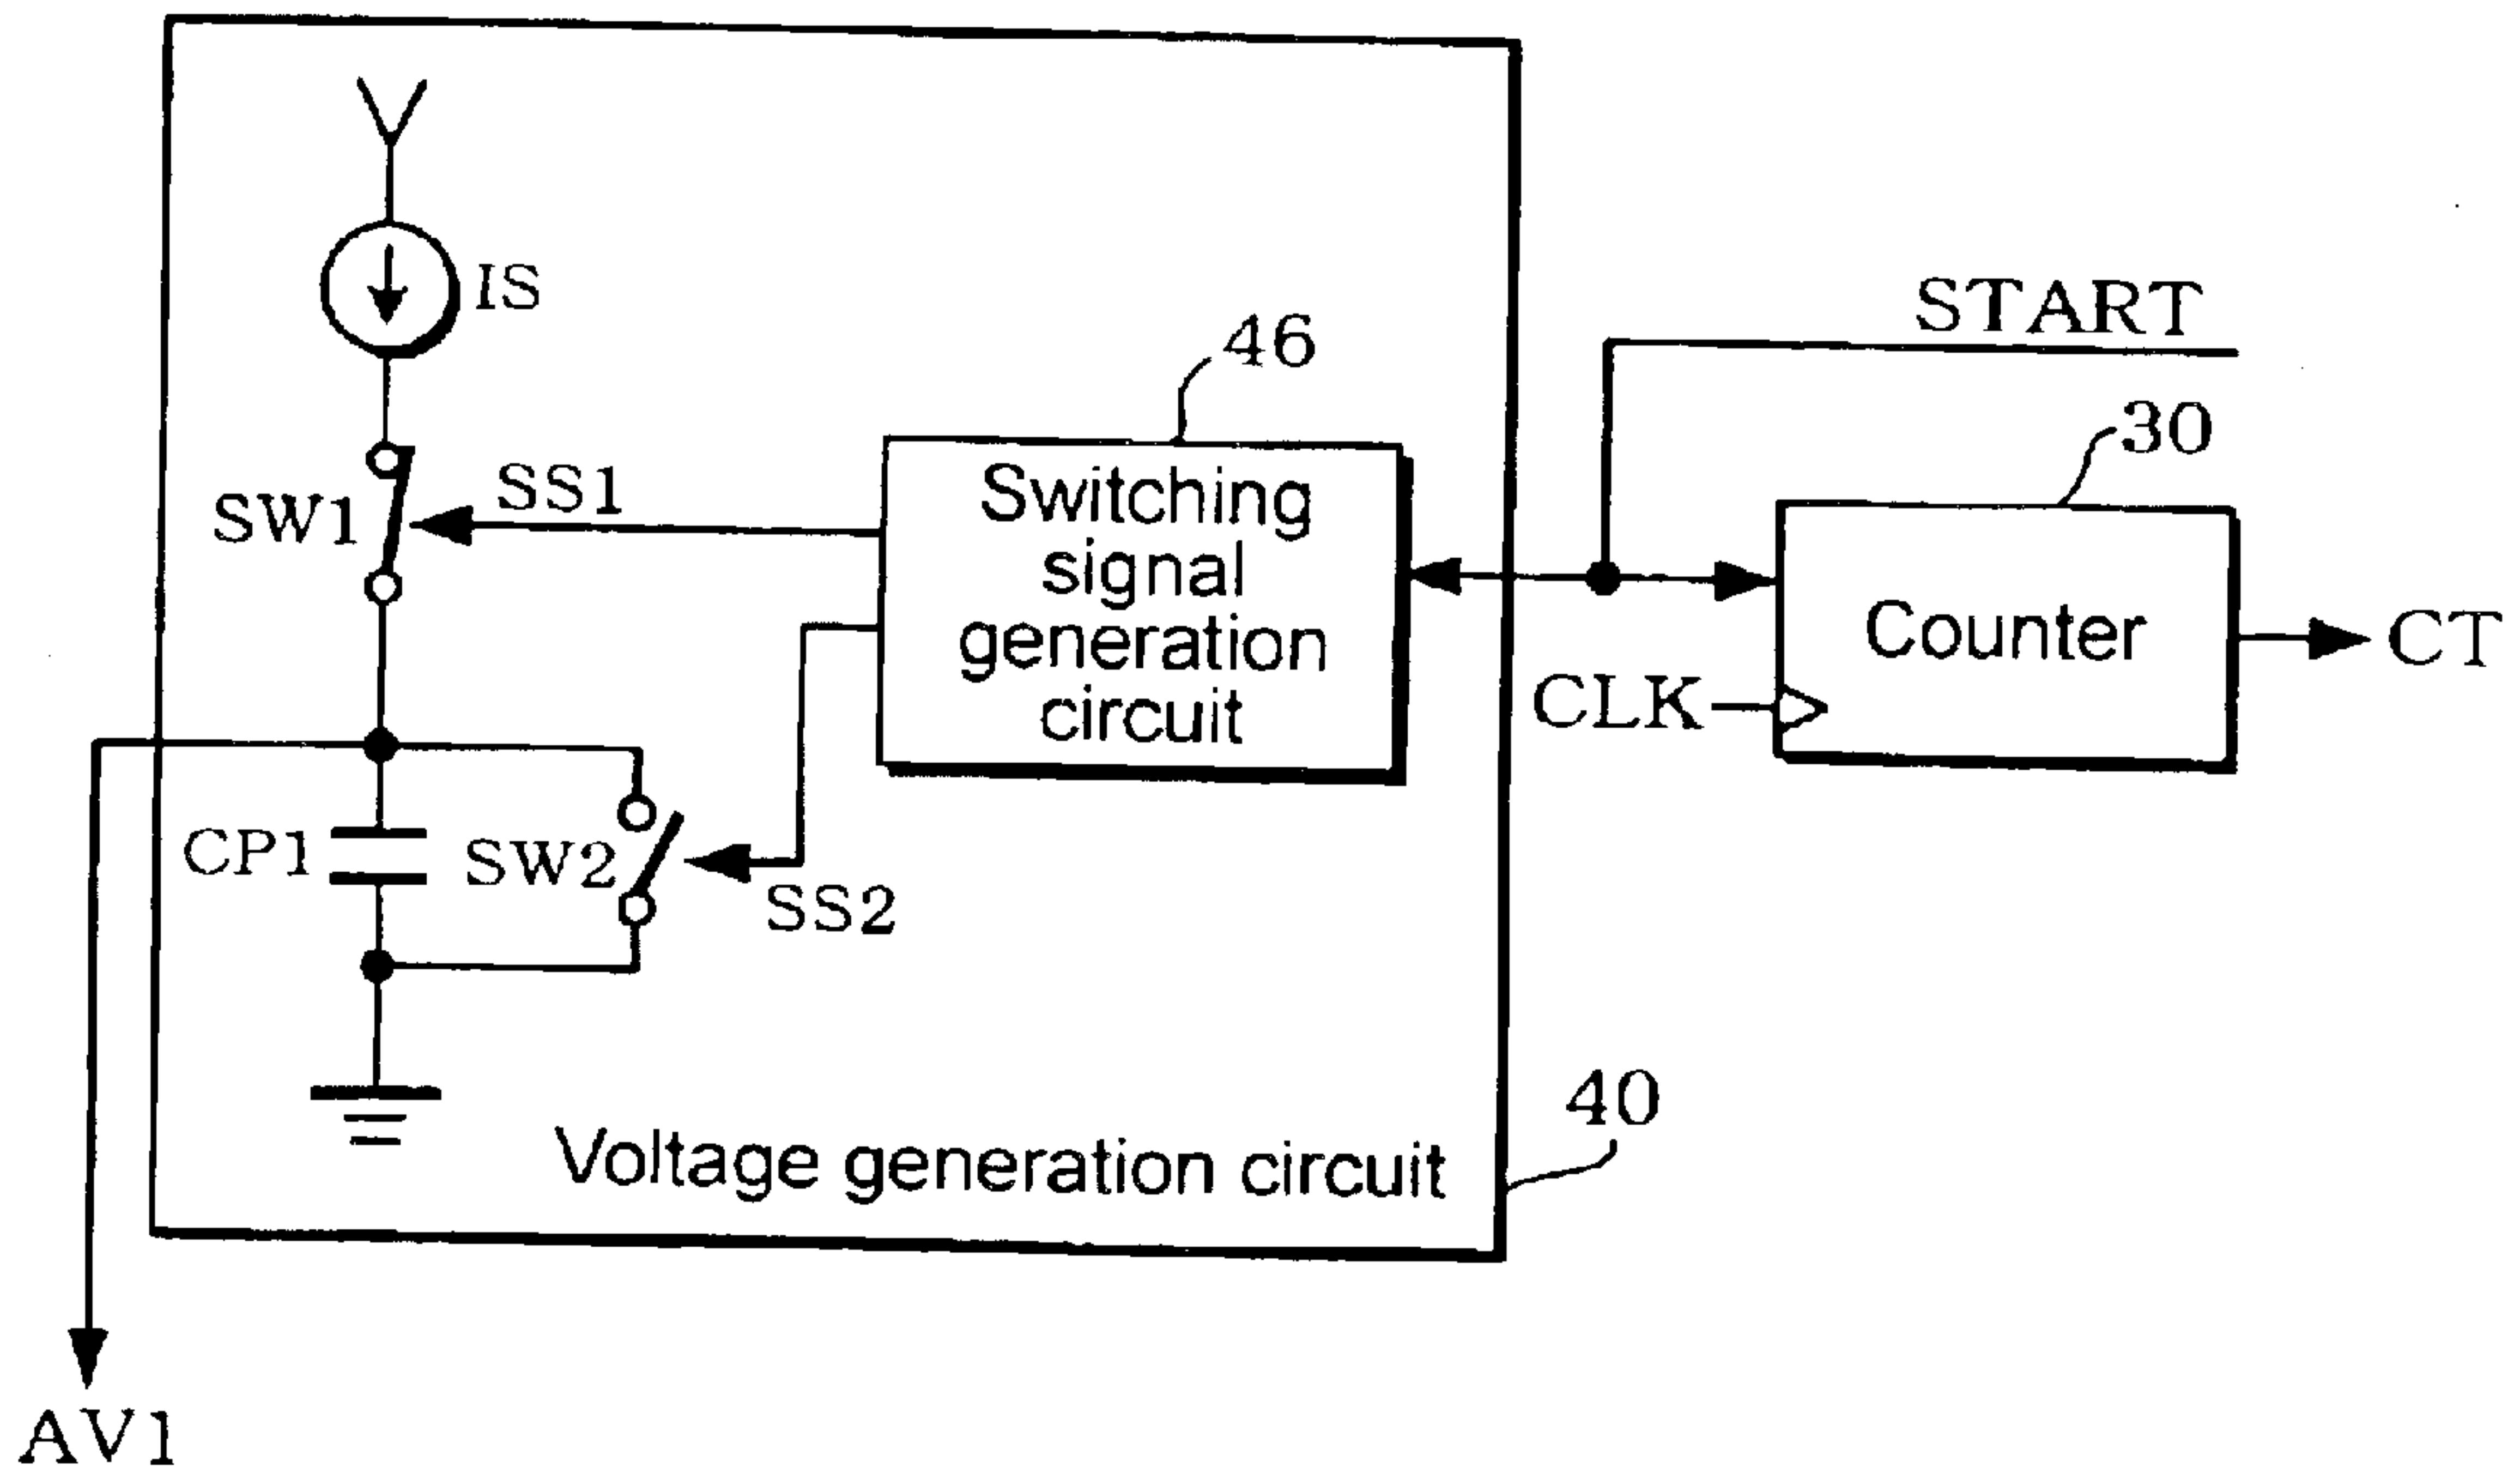 IS
START
46
30
SW1
SS1
Switching
signal
generation
circuit
Counter
CT
CLK
CP1
SW2
SS2
40
Voltage generation circuit
AV1